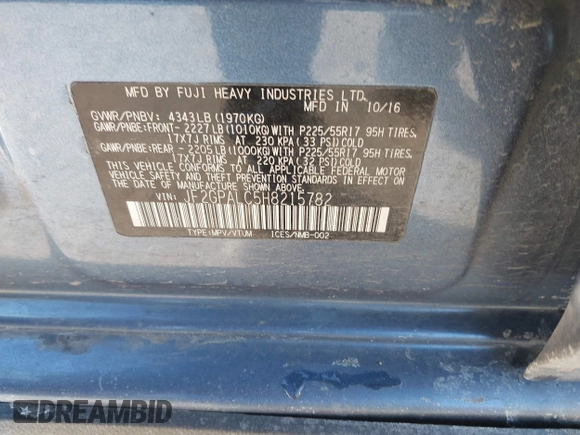 MFD BY FUJI HEAVY INDUSTRIES LTD.
MFD IN 10/16
GVWR/PNBV: 4343LB (1970KG)
GAWR/PNBE:FRONT- 2227LB(1010KG)WITH P225/55R17 95H TIRES,
17X7J RIMS AT 230 KPA ( 33 PSI) COLD
GAWR/PNBE:REAR - 2205LB(1000KG)WITH P225/55R17 95H TIRES,
17X7J RIMS AT 220 KPA ( 32 PSI) COLD
THIS VEHICLE CONFORMS TO ALL APPLICABLE FEDERAL MOTOR
VEHICLE SAFETY AND THEFT PREVENTION STANDARDS
IN EFFECT ON THE DATE OF MANUFACTURE
SHOWN ABOVE.
VIN: JF2GPALC5H8215782
TYPE:MPV/VTUM ICES/NMB-002
DREAMBID